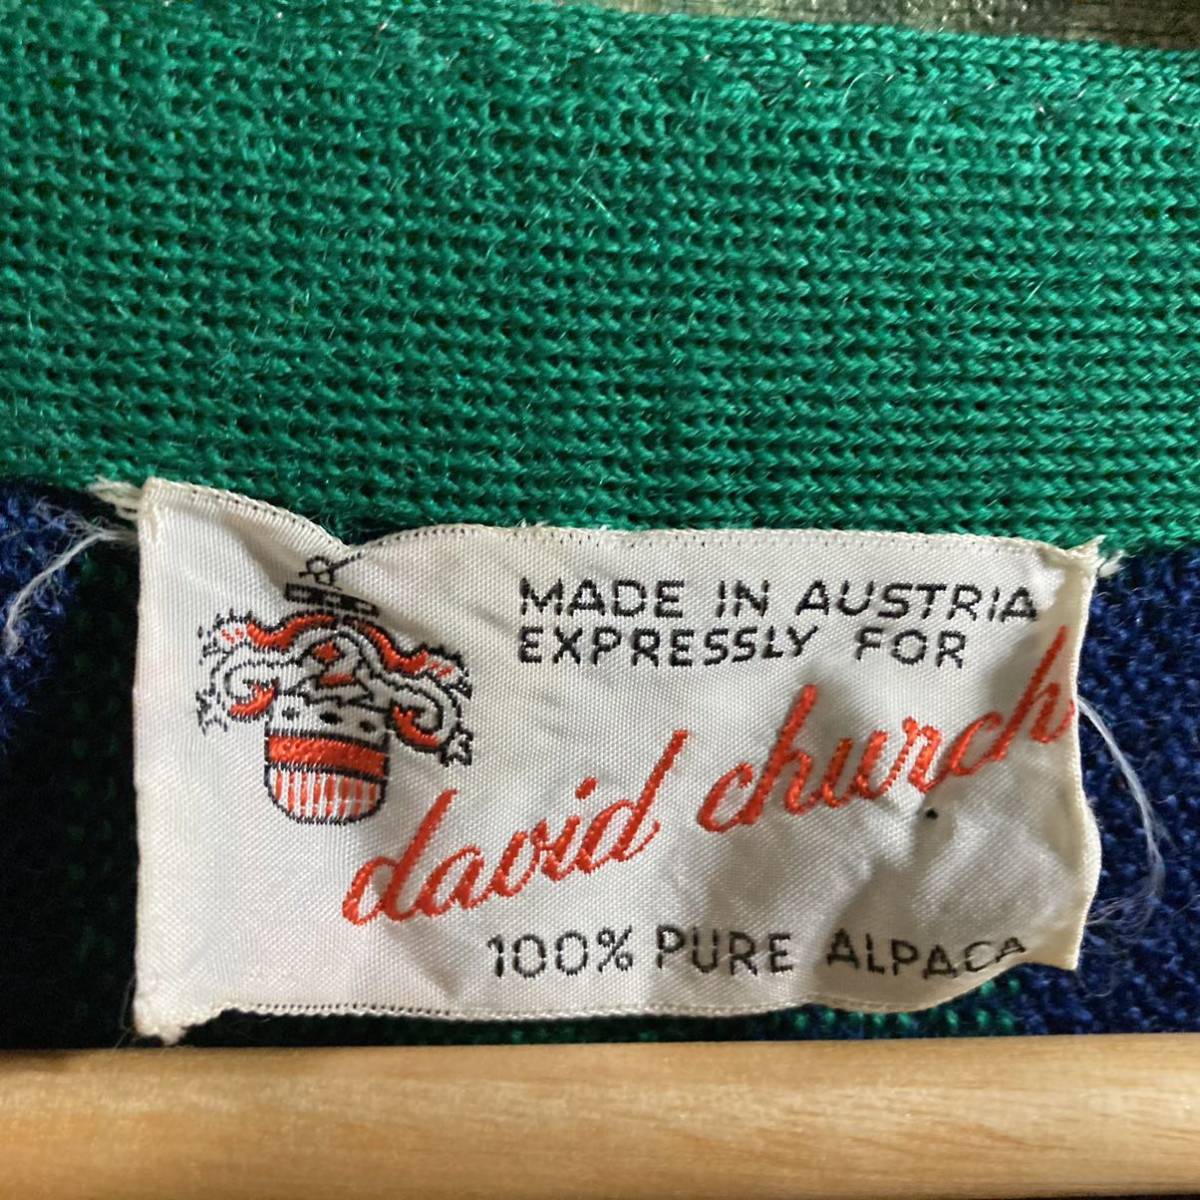 MADE IN AUSTRIA
EXPRESSLY FOR
david church
100% PURE ALPACA